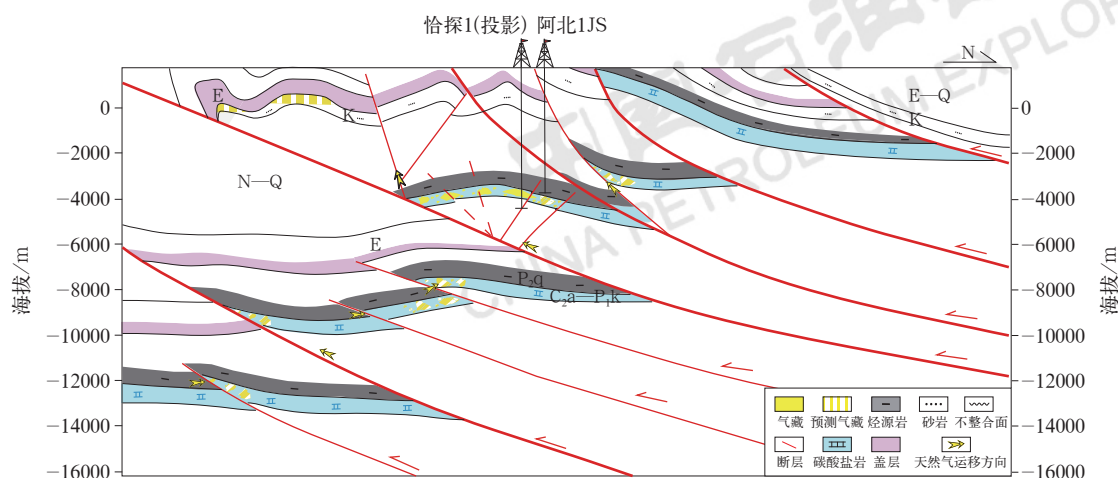 恰探1(投影) 阿北1JS
N
E
K
E—Q
K
N—Q
E
P₂q
C₂a—P₁k
海拔/m
0
−2000
−4000
−6000
−8000
−10000
−12000
−14000
−16000
0
−2000
−4000
−6000
−8000
−10000
−12000
−14000
−16000
海拔/m
气藏 预测气藏 烃源岩 砂岩 不整合面
断层 碳酸盐岩 盖层 天然气运移方向
CHINA PETROLEUM EXPLOR